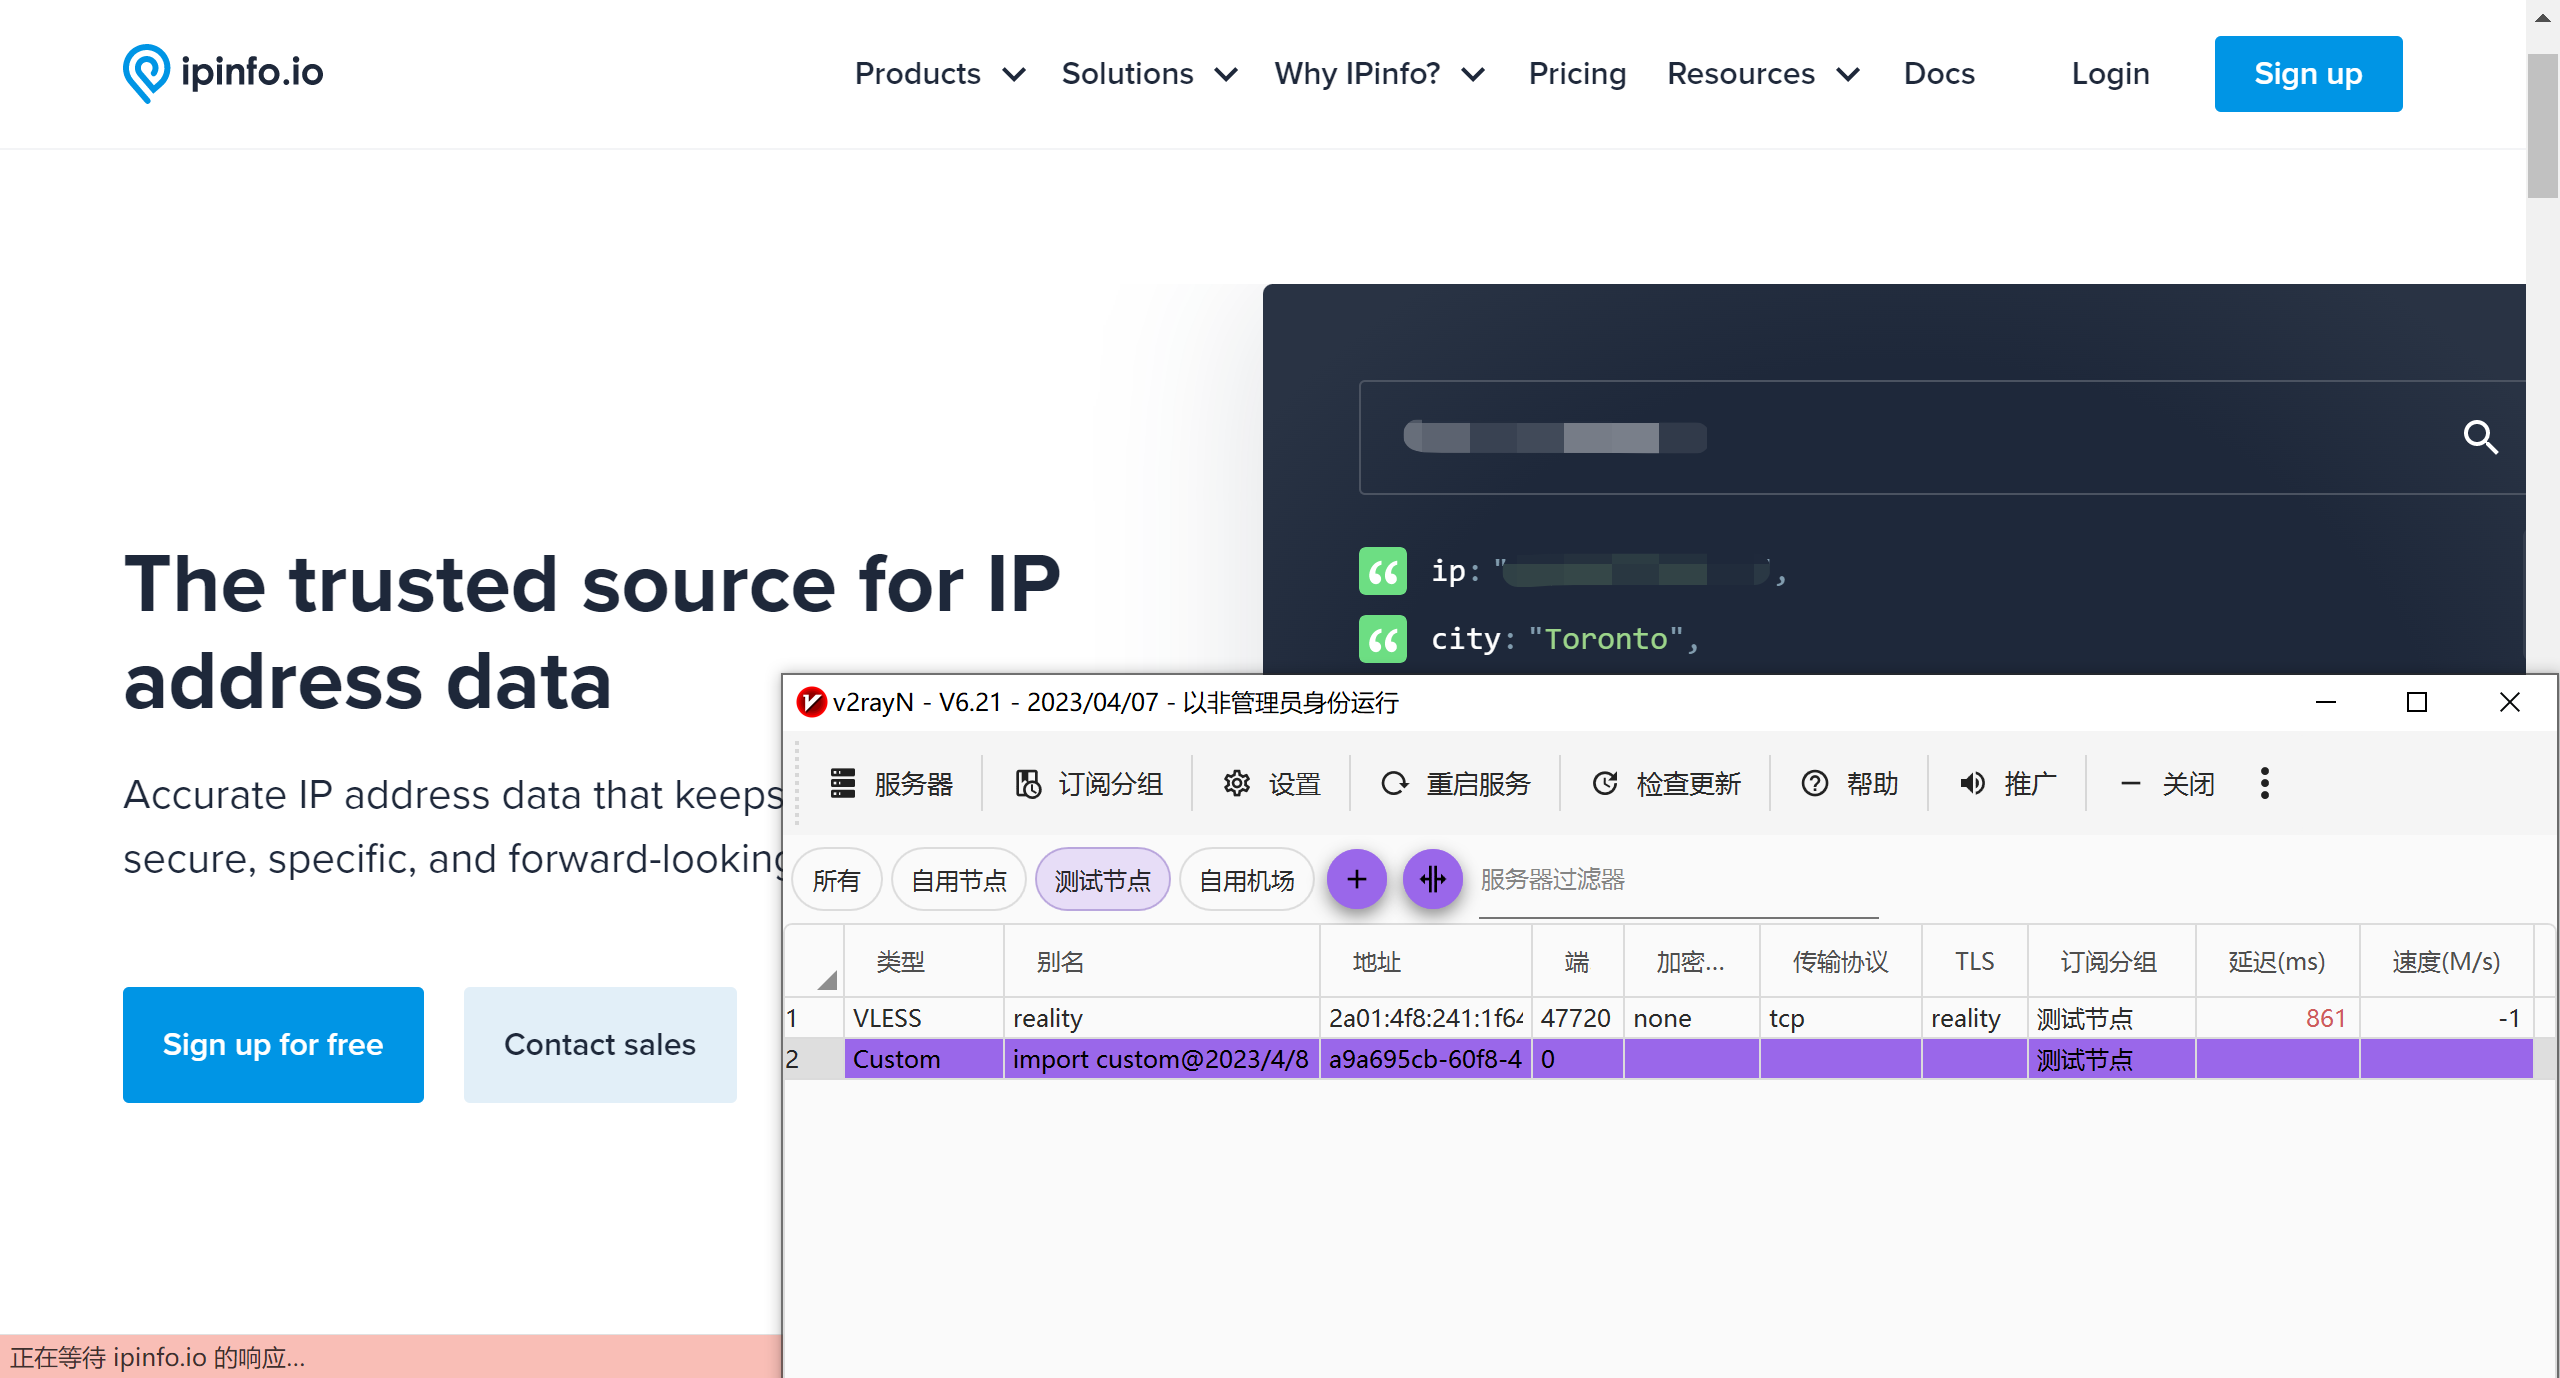 ipinfo.io
Products Solutions Why IPinfo? Pricing Resources Docs Login Sign up
The trusted source for IP
address data
Accurate IP address data that keeps
secure, specific, and forward-looking
Sign up for free Contact sales
ip: " ",
city: "Toronto",
v2rayN - V6.21 - 2023/04/07 - 以非管理员身份运行
服务器 订阅分组 设置 重启服务 检查更新 帮助 推广 关闭
所有 自用节点 测试节点 自用机场 服务器过滤器
类型 别名 地址 端 加密... 传输协议 TLS 订阅分组 延迟(ms) 速度(M/s)
1 VLESS reality 2a01:4f8:241:1f64 47720 none tcp reality 测试节点 861 -1
2 Custom import custom@2023/4/8 a9a695cb-60f8-4 0 测试节点
正在等待 ipinfo.io 的响应...